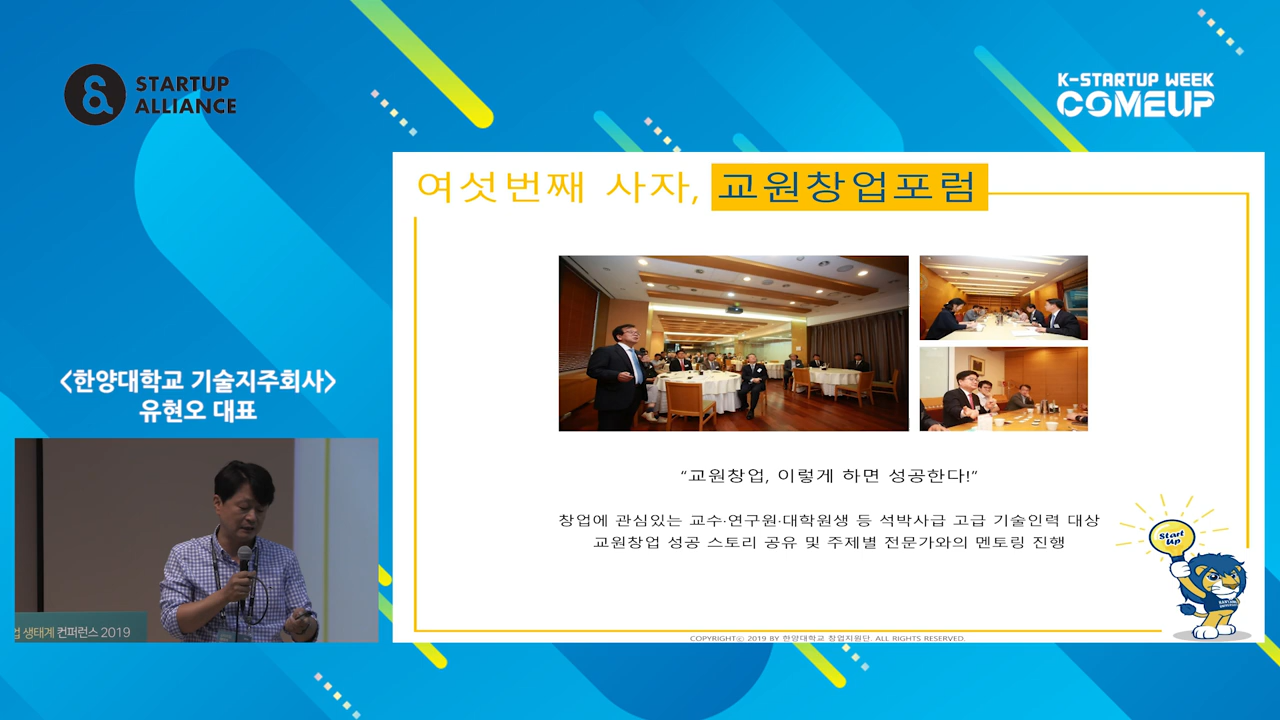 STARTUP
ALLIANCE
K-STARTUP WEEK
COMEUP
여섯번째 사자, 교원창업포럼
<한양대학교 기술지주회사>
유현오 대표
“교원창업, 이렇게 하면 성공한다!”
창업에 관심있는 교수·연구원·대학원생 등 석박사급 고급 기술인력 대상
교원창업 성공 스토리 공유 및 주제별 전문가와의 멘토링 진행
Start
Up
생태계 컨퍼런스 2019
COPYRIGHTⓒ 2019 BY 한양대학교 창업지원단. ALL RIGHTS RESERVED.